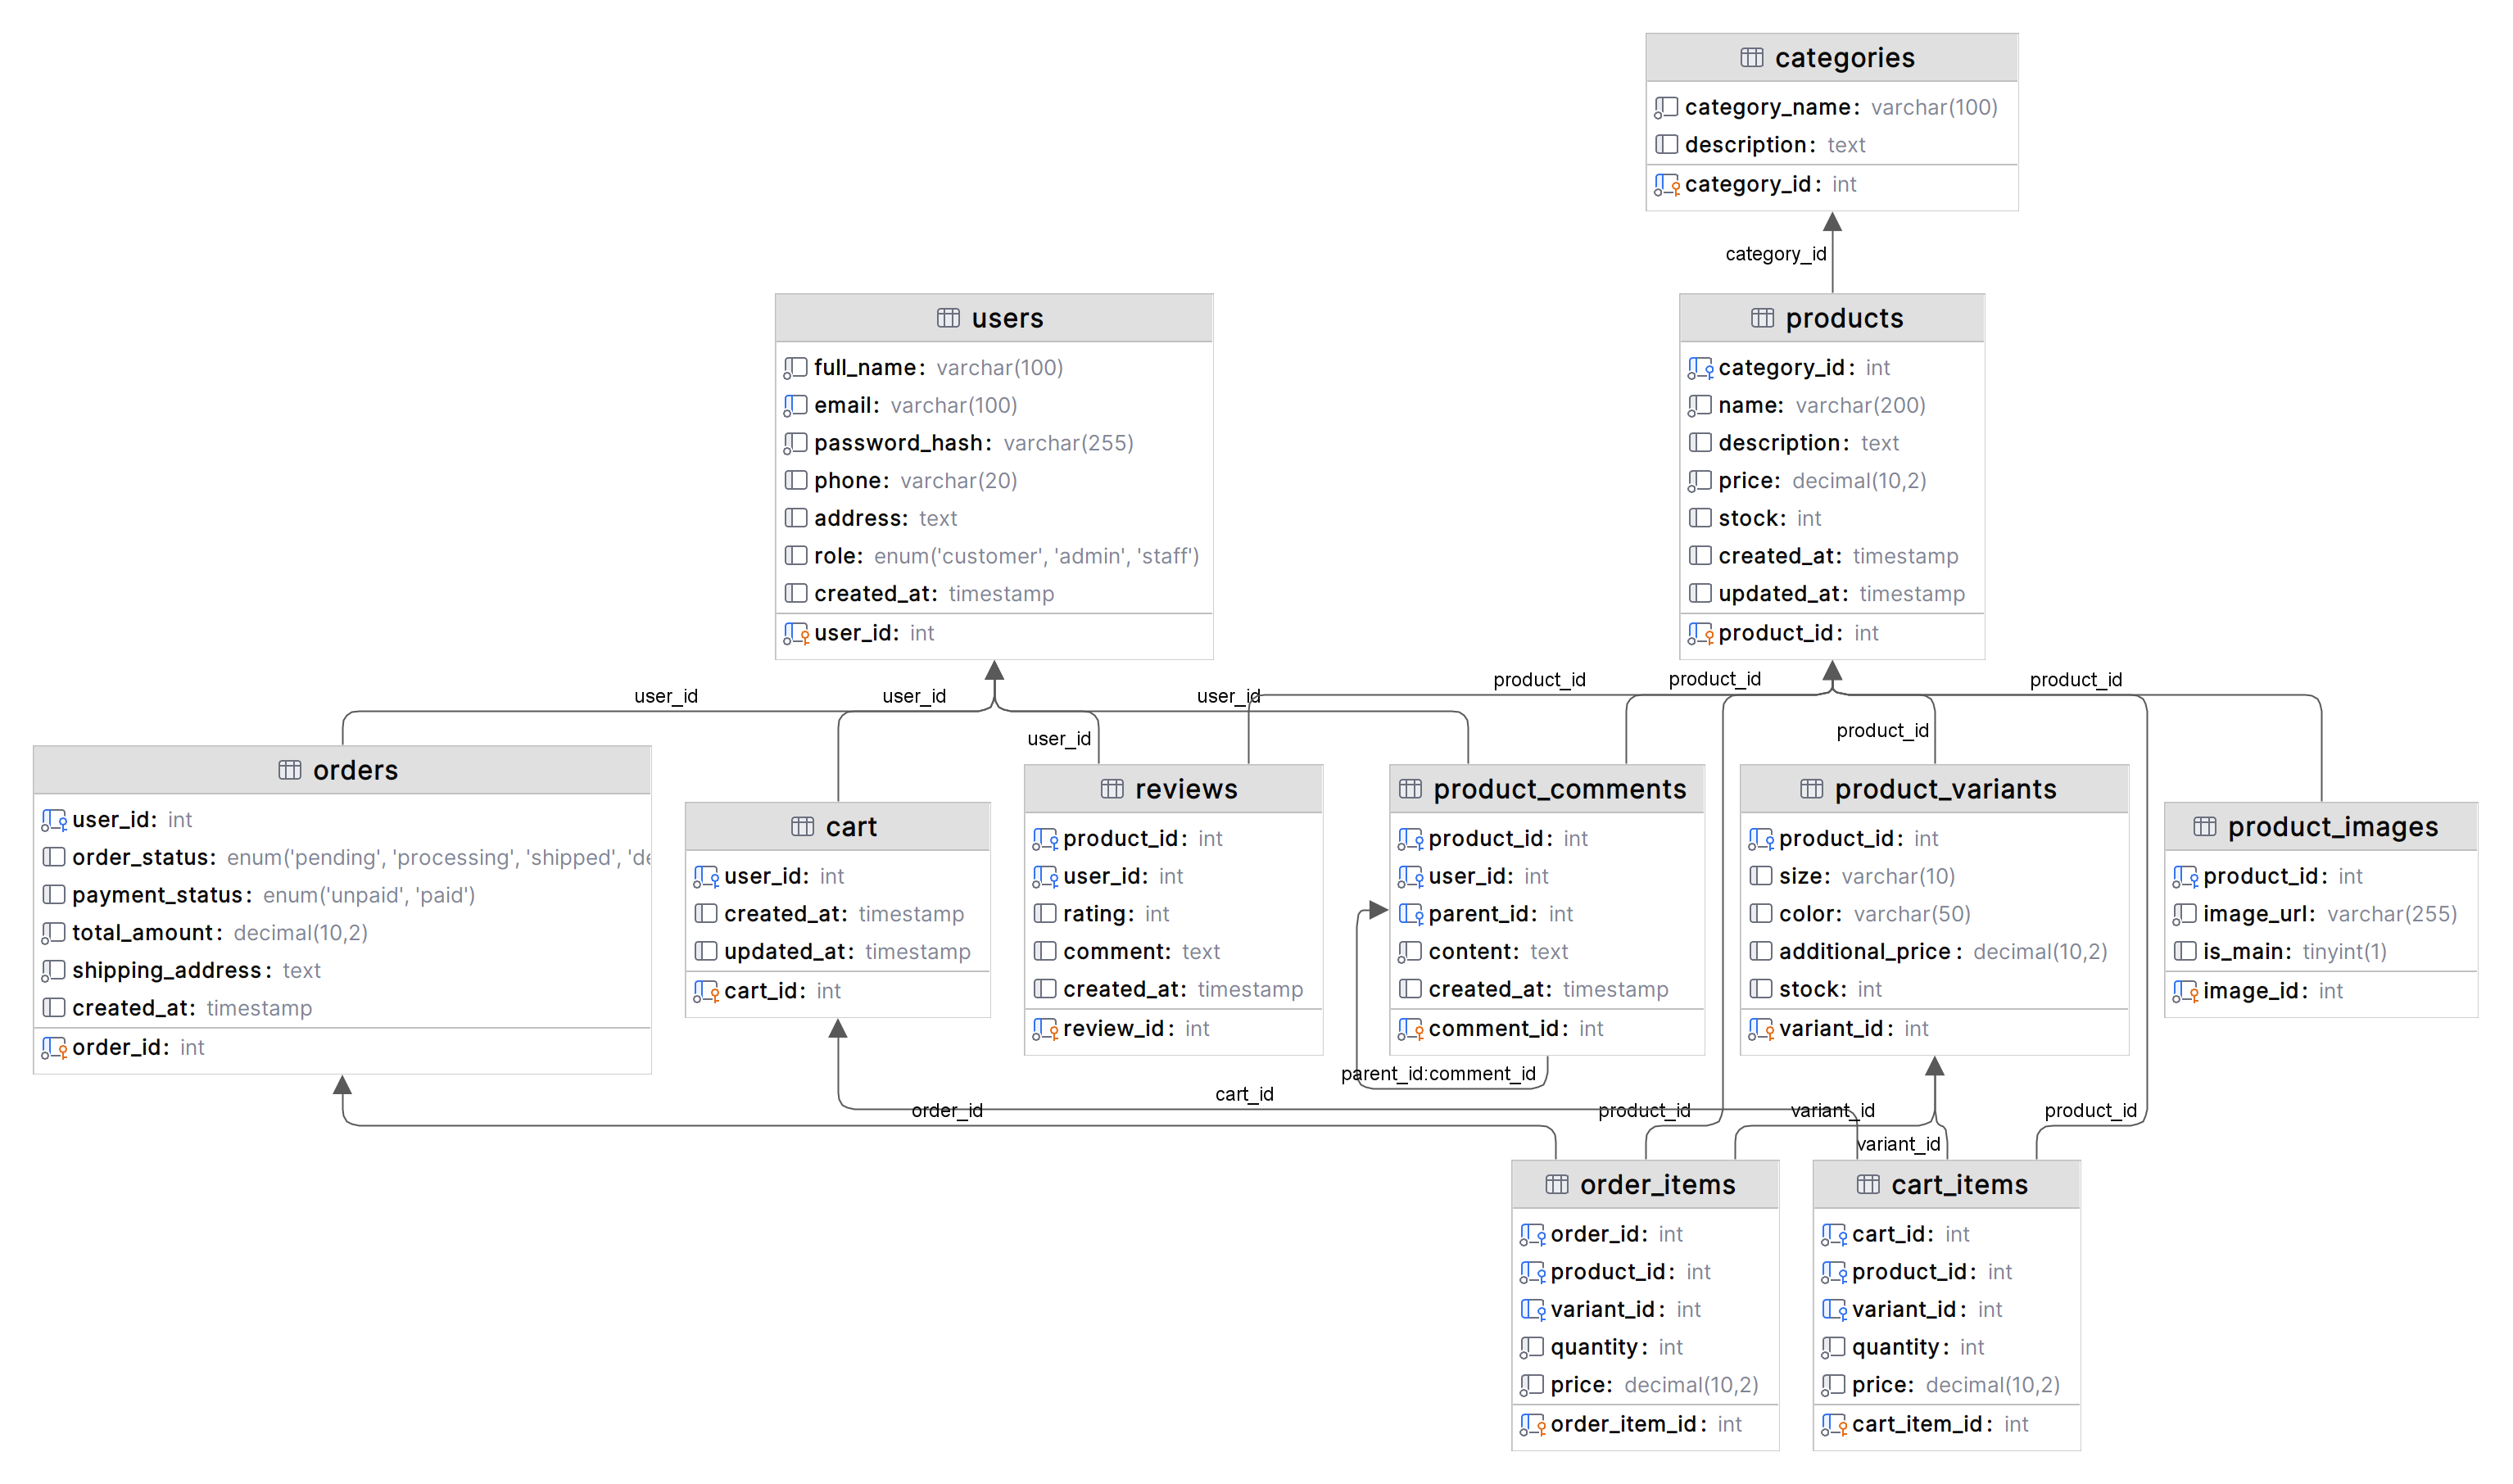 categories
category_name: varchar(100)
description: text
category_id: int
category_id
users
full_name: varchar(100)
email: varchar(100)
password_hash: varchar(255)
phone: varchar(20)
address: text
role: enum('customer', 'admin', 'staff')
created_at: timestamp
user_id: int
products
category_id: int
name: varchar(200)
description: text
price: decimal(10,2)
stock: int
created_at: timestamp
updated_at: timestamp
product_id: int
user_id
user_id
user_id
user_id
product_id
product_id
product_id
product_id
orders
user_id: int
order_status: enum('pending', 'processing', 'shipped', 'de
payment_status: enum('unpaid', 'paid')
total_amount: decimal(10,2)
shipping_address: text
created_at: timestamp
order_id: int
cart
user_id: int
created_at: timestamp
updated_at: timestamp
cart_id: int
reviews
product_id: int
user_id: int
rating: int
comment: text
created_at: timestamp
review_id: int
product_comments
product_id: int
user_id: int
parent_id: int
content: text
created_at: timestamp
comment_id: int
product_variants
product_id: int
size: varchar(10)
color: varchar(50)
additional_price: decimal(10,2)
stock: int
variant_id: int
product_images
product_id: int
image_url: varchar(255)
is_main: tinyint(1)
image_id: int
parent_id:comment_id
cart_id
order_id
product_id
variant_id
product_id
variant_id
order_items
order_id: int
product_id: int
variant_id: int
quantity: int
price: decimal(10,2)
order_item_id: int
cart_items
cart_id: int
product_id: int
variant_id: int
quantity: int
price: decimal(10,2)
cart_item_id: int